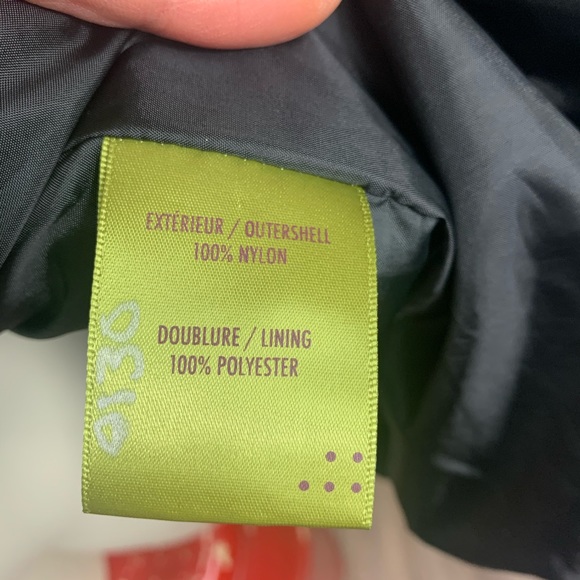 EXTÉRIEUR / OUTERSHELL
100% NYLON
DOUBLURE / LINING
100% POLYESTER
0130